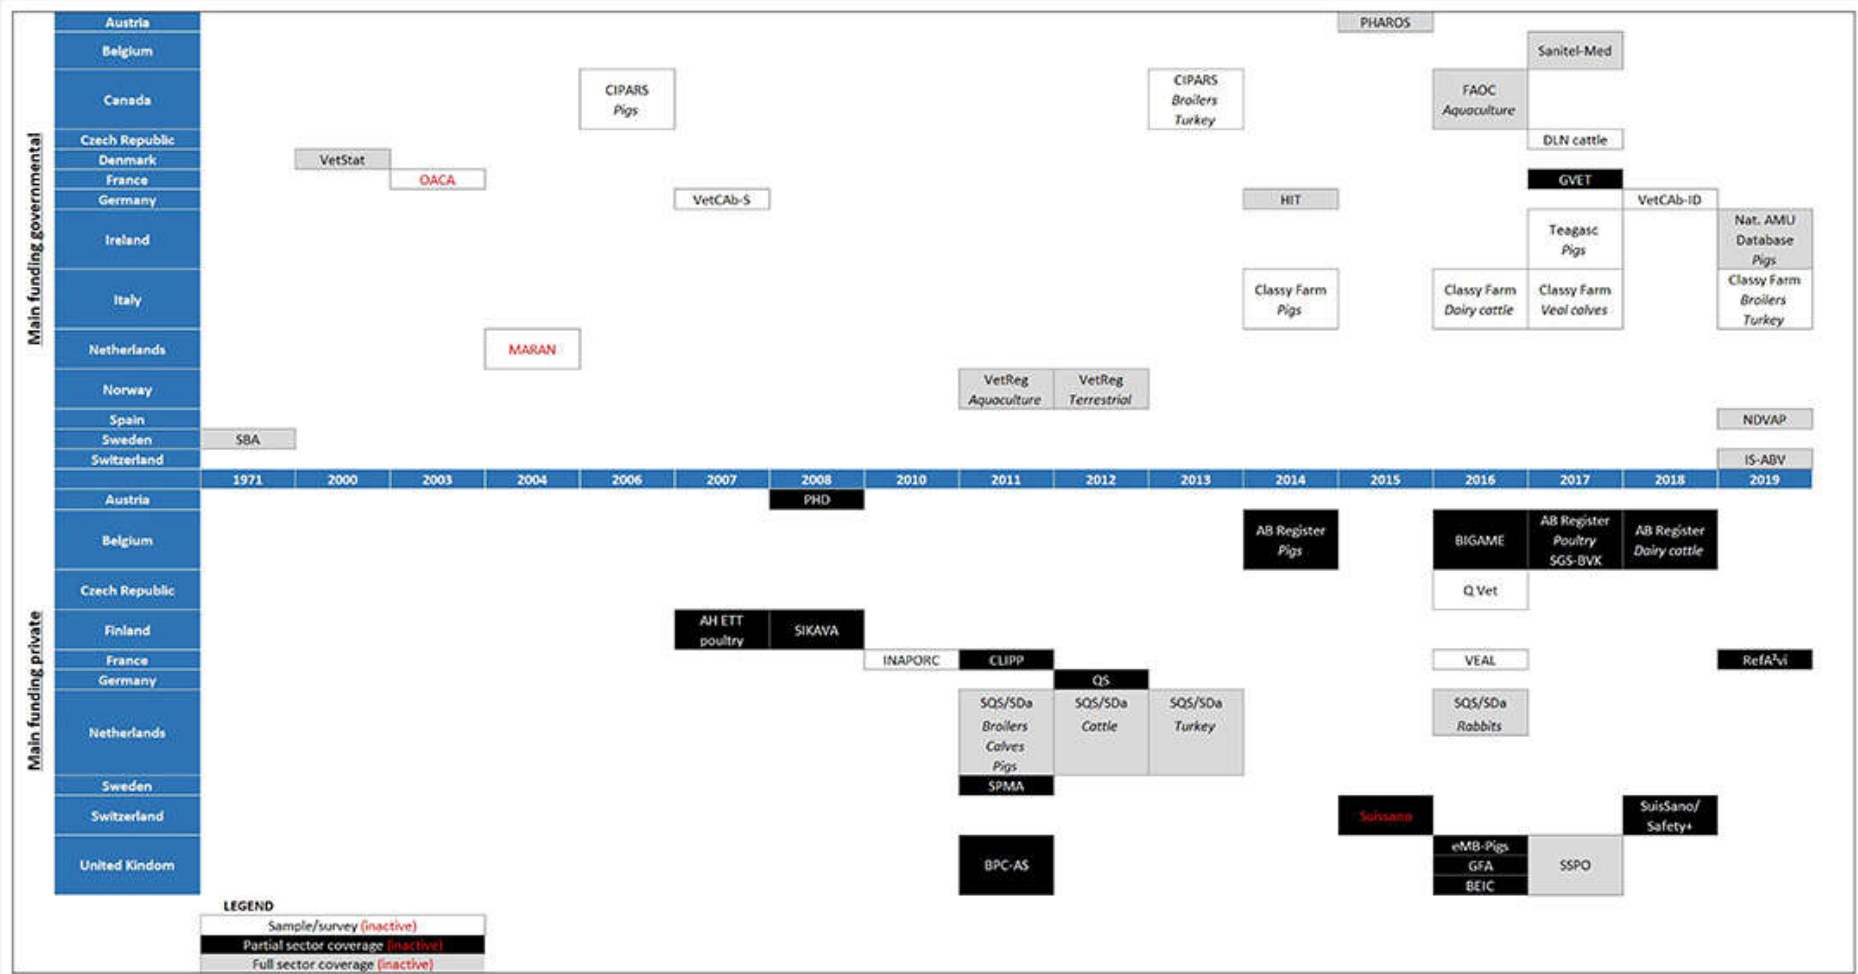 Main funding governmental
Austria
PHAROS
Belgium
Sanitel-Med
Canada
CIPARS
Pigs
CIPARS
Broilers
Turkey
FAOC
Aquaculture
Czech Republic
DLN cattle
Denmark
VetStat
France
OACA
GVET
Germany
VetCAb-S
HIT
VetCAb-ID
Ireland
Teagasc
Pigs
Nat. AMU
Database
Pigs
Italy
Classy Farm
Pigs
Classy Farm
Dairy cattle
Classy Farm
Veal calves
Classy Farm
Broilers
Turkey
Netherlands
MARAN
Norway
VetReg
Aquaculture
VetReg
Terrestrial
Spain
NDVAP
Sweden
SBA
Switzerland
IS-ABV
1971 2000 2003 2004 2006 2007 2008 2010 2011 2012 2013 2014 2015 2016 2017 2018 2019
Main funding private
Austria
PHD
Belgium
AB Register
Pigs
BIGAME
AB Register
Poultry
SGS-BVK
AB Register
Dairy cattle
Czech Republic
Q Vet
Finland
AH ETT
poultry
SIKAVA
France
INAPORC
CLIPP
VEAL
RefA²vi
Germany
QS
Netherlands
SQS/SDa
Broilers
Calves
Pigs
SQS/SDa
Cattle
SQS/SDa
Turkey
SQS/SDa
Rabbits
Sweden
SPMA
Switzerland
Suissano
SuisSano/
Safety+
United Kindom
BPC-AS
eMB-Pigs
GFA
BEIC
SSPO
LEGEND
Sample/survey (inactive)
Partial sector coverage (inactive)
Full sector coverage (inactive)